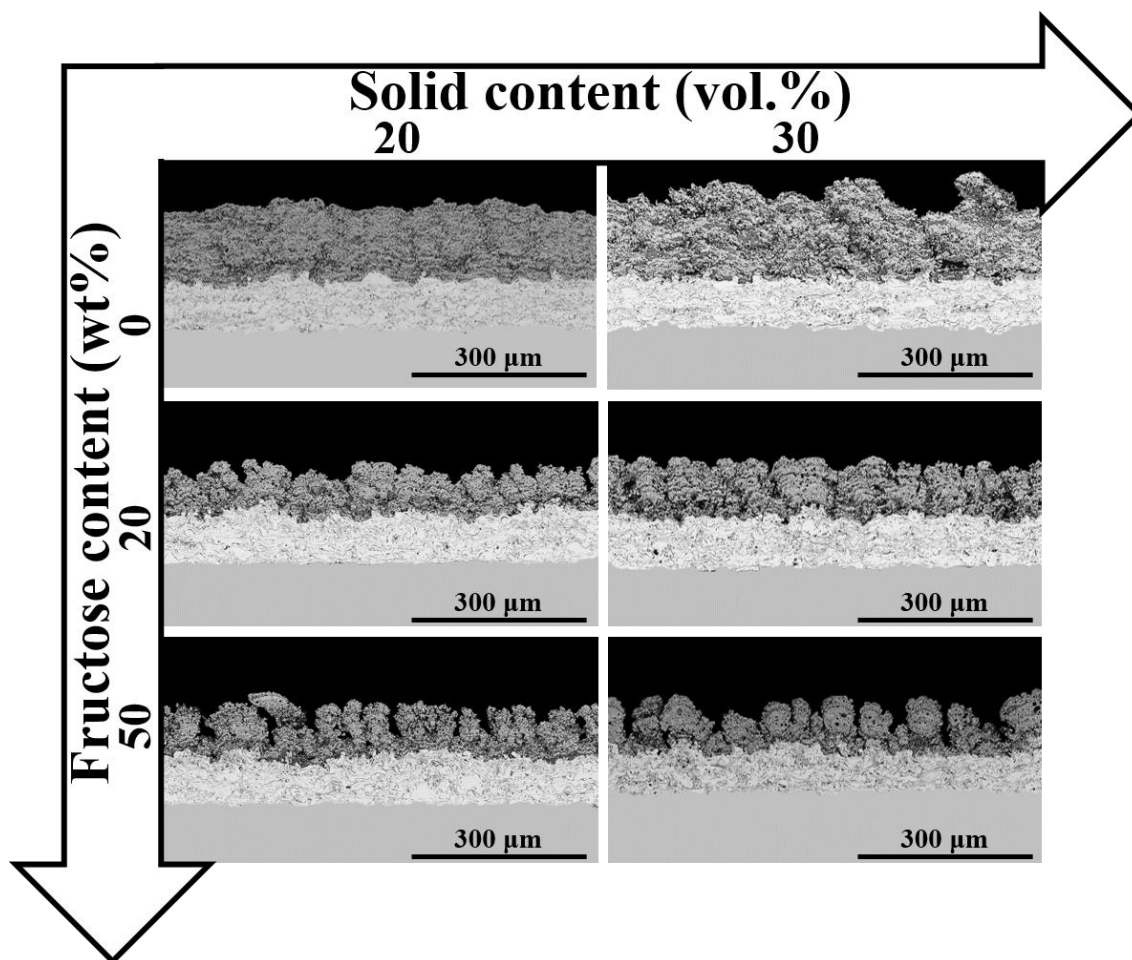 Solid content (vol.%)
20 30
Fructose content (wt%)
0
300 µm
300 µm
20
300 µm
300 µm
50
300 µm
300 µm